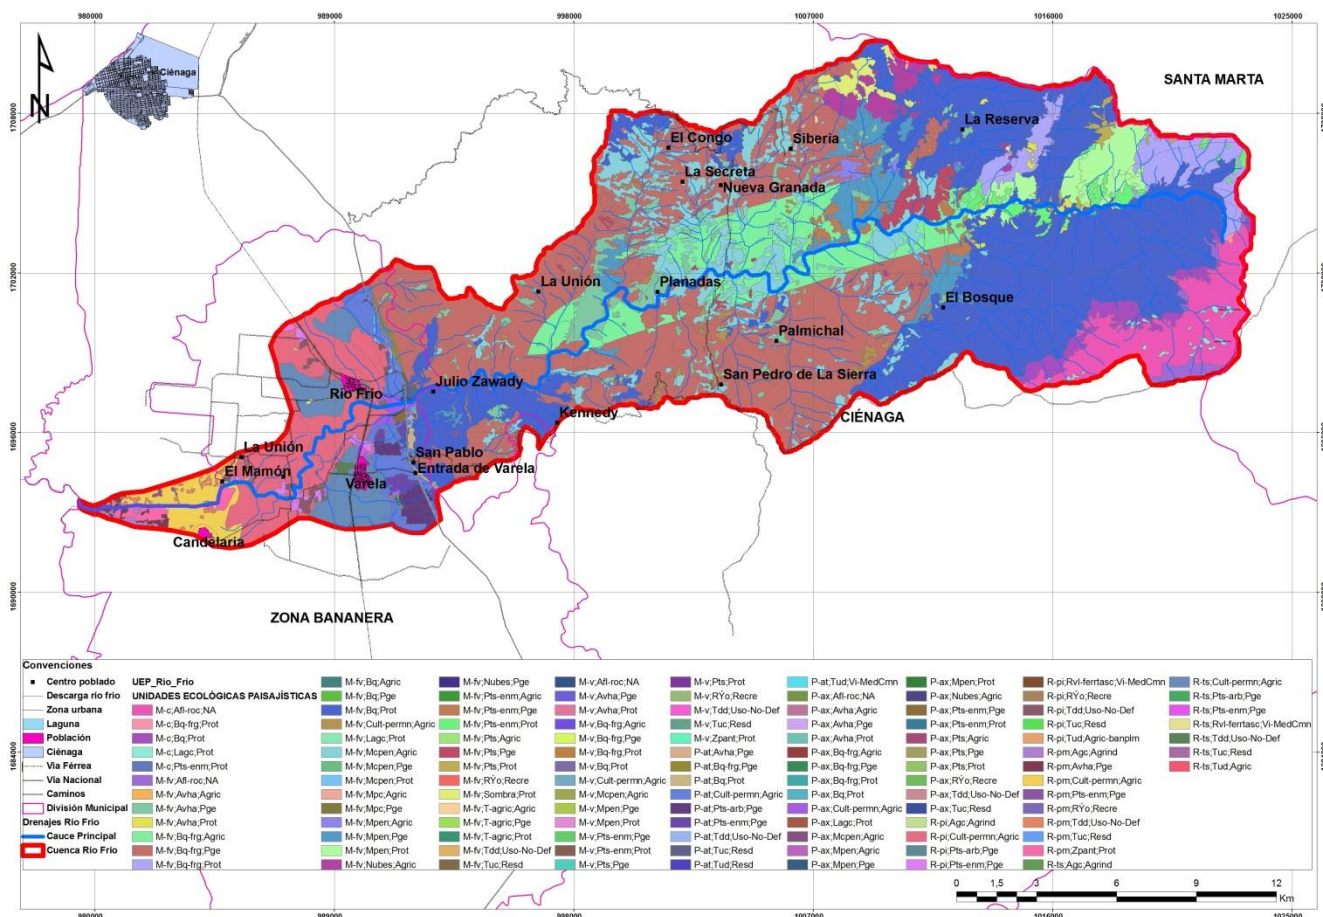 980000 989000 998000 1007000 1016000 1025000
SANTA MARTA
Ciénaga
N
1708000
La Reserva
El Congo
Siberia
La Secreta
Nueva Granada
1702000
La Unión
Planadas
El Bosque
Palmichal
Julio Zawady
San Pedro de La Sierra
Río Frío
CIÉNAGA
Kennedy
1696000
La Unión
San Pablo
El Mamón
Entrada de Varela
Varela
Candelaria
1690000
ZONA BANANERA
Convenciones
Centro poblado
Descarga rio frio
Zona urbana
Laguna
Población
Ciénega
Via Férrea
Via Nacional
Caminos
División Municipal
Drenajes Rio Frio
Cauce Principal
Cuenca Rio Frio
UEP_Rio_Frio
UNIDADES ECOLÓGICAS PAISAJÍSTICAS
M-c;Afl-roc;NA
M-c;Bq-frg;Prot
M-c;Bq;Prot
M-c;Lagc;Prot
M-c;Pts-enm;Prot
M-fv;Afl-roc;NA
M-fv;Avha;Agric
M-fv;Avha;Pge
M-fv;Avha;Prot
M-fv;Bq-frg;Agric
M-fv;Bq-frg;Pge
M-fv;Bq-frg;Prot
M-fv;Bq;Agric
M-fv;Bq;Pge
M-fv;Bq;Prot
M-fv;Cult-permn;Agric
M-fv;Lagc;Prot
M-fv;Mcpen;Agric
M-fv;Mcpen;Pge
M-fv;Mcpen;Prot
M-fv;Mpc;Agric
M-fv;Mpc;Pge
M-fv;Mpen;Agric
M-fv;Mpen;Pge
M-fv;Mpen;Prot
M-fv;Nubes;Agric
M-fv;Nubes;Pge
M-fv;Pts-enm;Agric
M-fv;Pts-enm;Pge
M-fv;Pts-enm;Prot
M-fv;Pts;Agric
M-fv;Pts;Pge
M-fv;Pts;Prot
M-fv;RÝo;Recre
M-fv;Sombra;Prot
M-fv;T-agric;Agric
M-fv;T-agric;Pge
M-fv;T-agric;Prot
M-fv;Tdd;Uso-No-Def
M-fv;Tuc;Resd
M-v;Afl-roc;NA
M-v;Avha;Pge
M-v;Avha;Prot
M-v;Bq-frg;Agric
M-v;Bq-frg;Pge
M-v;Bq-frg;Prot
M-v;Bq;Prot
M-v;Cult-permn;Agric
M-v;Mcpen;Agric
M-v;Mpen;Pge
M-v;Mpen;Prot
M-v;Pts-enm;Pge
M-v;Pts-enm;Prot
M-v;Pts;Pge
M-v;Pts;Prot
M-v;RÝo;Recre
M-v;Tdd;Uso-No-Def
M-v;Tuc;Resd
M-v;Zpant;Prot
P-at;Avha;Pge
P-at;Bq-frg;Pge
P-at;Bq;Prot
P-at;Cult-permn;Agric
P-at;Pts-arb;Pge
P-at;Pts-enm;Pge
P-at;Tdd;Uso-No-Def
P-at;Tuc;Resd
P-at;Tud;Resd
P-at;Tud;Vi-MedCmn
P-ax;Afl-roc;NA
P-ax;Avha;Agric
P-ax;Avha;Pge
P-ax;Avha;Prot
P-ax;Bq-frg;Agric
P-ax;Bq-frg;Pge
P-ax;Bq-frg;Prot
P-ax;Bq;Prot
P-ax;Cult-permn;Agric
P-ax;Lagc;Prot
P-ax;Mcpen;Agric
P-ax;Mpen;Agric
P-ax;Mpen;Pge
P-ax;Mpen;Prot
P-ax;Nubes;Agric
P-ax;Pts-enm;Pge
P-ax;Pts-enm;Prot
P-ax;Pts;Agric
P-ax;Pts;Pge
P-ax;Pts;Prot
P-ax;RÝo;Recre
P-ax;Tdd;Uso-No-Def
P-ax;Tuc;Resd
R-pi;Agc;Agrind
R-pi;Cult-permn;Agric
R-pi;Pts-arb;Pge
R-pi;Pts-enm;Pge
R-pi;Rvl-ferrtasc;Vi-MedCmn
R-pi;RÝo;Recre
R-pi;Tdd;Uso-No-Def
R-pi;Tuc;Resd
R-pi;Tud;Agric-banplm
R-pm;Agc;Agrind
R-pm;Avha;Pge
R-pm;Cult-permn;Agric
R-pm;Pts-enm;Pge
R-pm;RÝo;Recre
R-pm;Tdd;Uso-No-Def
R-pm;Tuc;Resd
R-pm;Zpant;Prot
R-ts;Agc;Agrind
R-ts;Cult-permn;Agric
R-ts;Pts-arb;Pge
R-ts;Pts-enm;Pge
R-ts;Rvl-ferrtasc;Vi-MedCmn
R-ts;Tdd;Uso-No-Def
R-ts;Tuc;Resd
R-ts;Tud;Agric
1684000
0 1,5 3 6 9 12
Km
980000 989000 998000 1007000 1016000 1025000